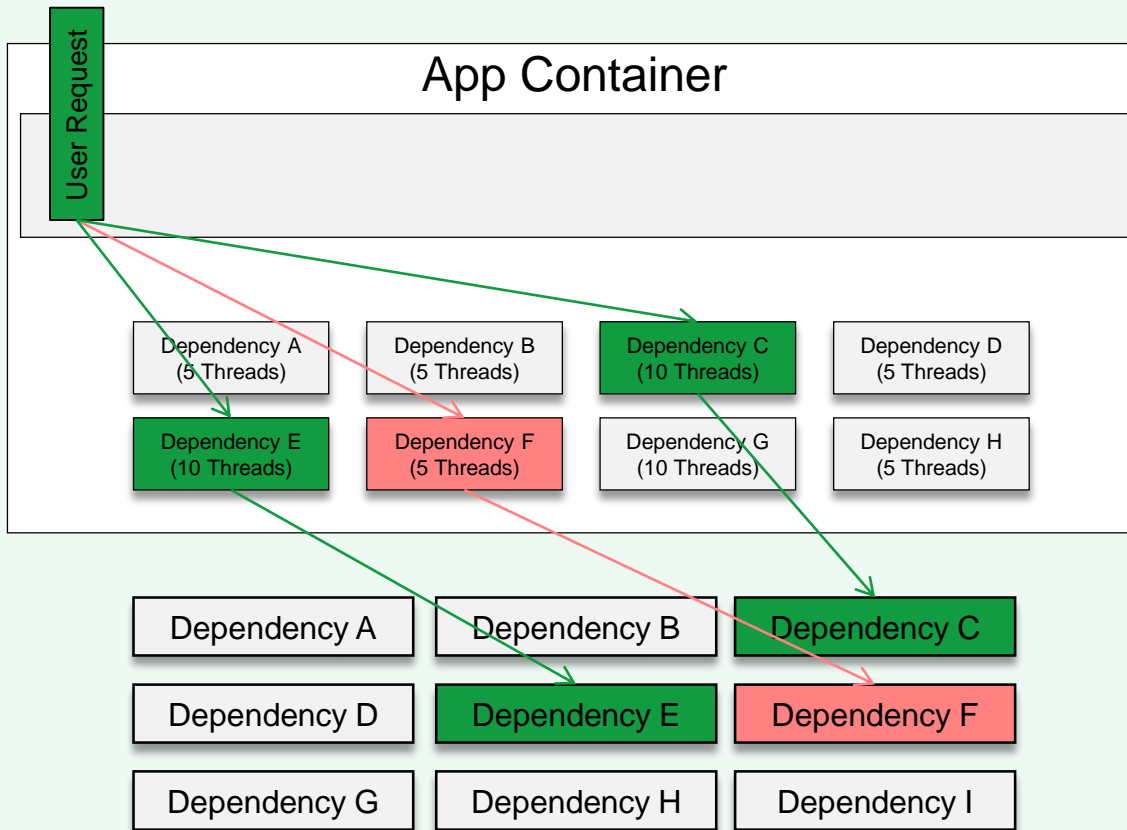 User Request
App Container
Dependency A
(5 Threads)
Dependency B
(5 Threads)
Dependency C
(10 Threads)
Dependency D
(5 Threads)
Dependency E
(10 Threads)
Dependency F
(5 Threads)
Dependency G
(10 Threads)
Dependency H
(5 Threads)
Dependency A
Dependency B
Dependency C
Dependency D
Dependency E
Dependency F
Dependency G
Dependency H
Dependency I